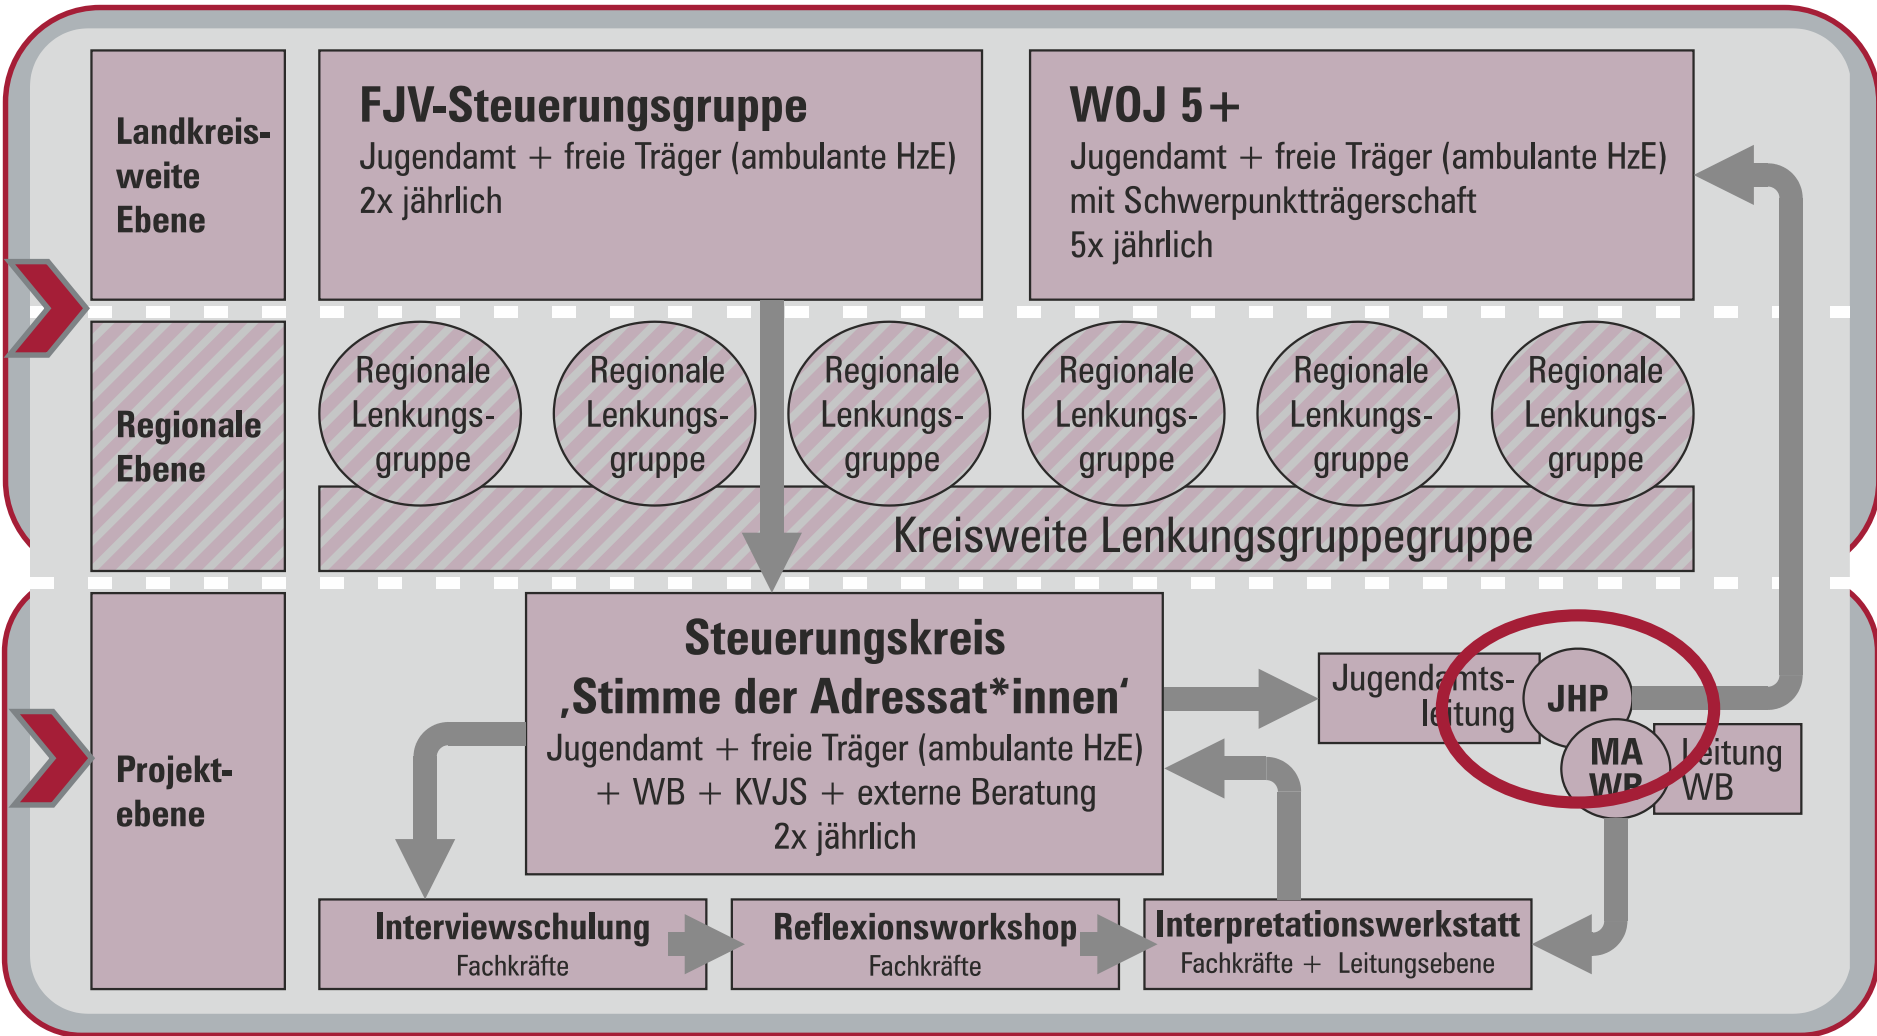 Landkreis-
weite
Ebene
FJV-Steuerungsgruppe
Jugendamt + freie Träger (ambulante HzE)
2x jährlich
WOJ 5+
Jugendamt + freie Träger (ambulante HzE)
mit Schwerpunktträgerschaft
5x jährlich
Regionale
Ebene
Regionale
Lenkungs-
gruppe
Regionale
Lenkungs-
gruppe
Regionale
Lenkungs-
gruppe
Regionale
Lenkungs-
gruppe
Regionale
Lenkungs-
gruppe
Regionale
Lenkungs-
gruppe
Kreisweite Lenkungsgruppegruppe
Projekt-
ebene
Steuerungskreis
‚Stimme der Adressat*innen‘
Jugendamt + freie Träger (ambulante HzE)
+ WB + KVJS + externe Beratung
2x jährlich
Jugendamts-
leitung
JHP
MA
WB
Leitung
WB
Interviewschulung
Fachkräfte
Reflexionsworkshop
Fachkräfte
Interpretationswerkstatt
Fachkräfte + Leitungsebene